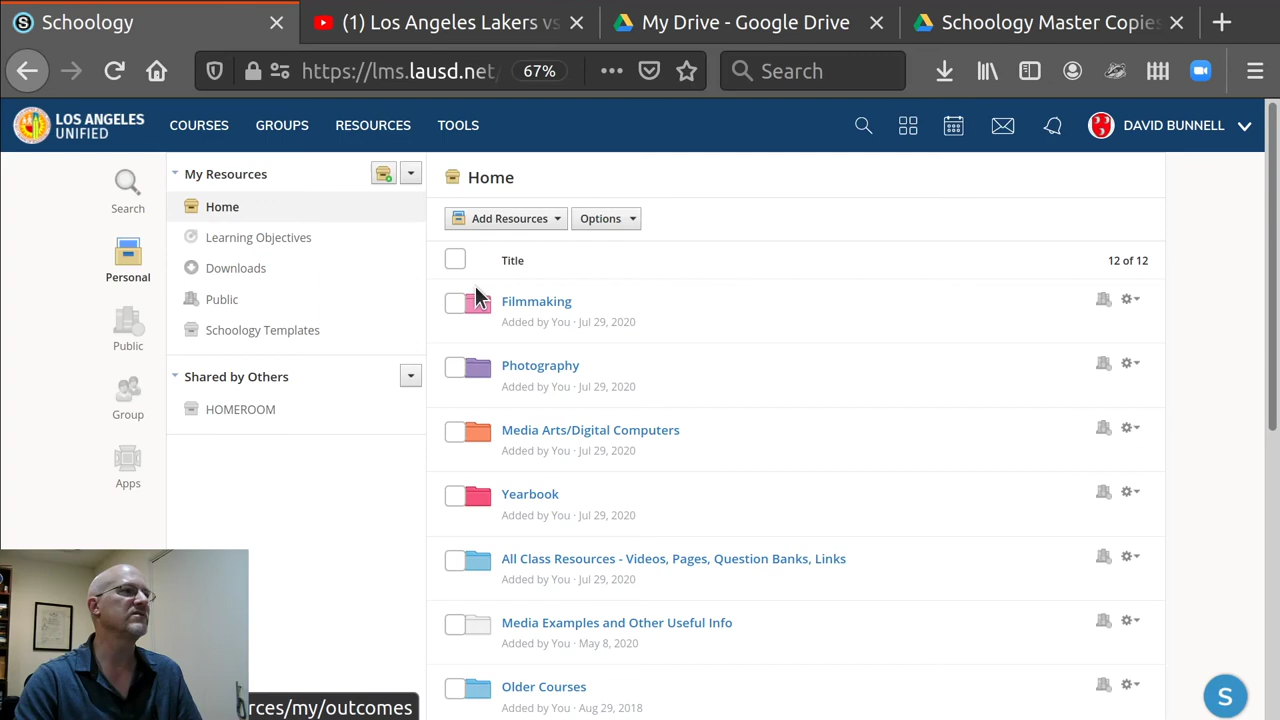 Schoology
(1) Los Angeles Lakers vs
My Drive - Google Drive
Schoology Master Copies
https://lms.lausd.net/
67%
Search
LOS ANGELES
UNIFIED
COURSES
GROUPS
RESOURCES
TOOLS
DAVID BUNNELL
Search
Personal
Public
Group
Apps
My Resources
Home
Learning Objectives
Downloads
Public
Schoology Templates
Shared by Others
HOMEROOM
Home
Add Resources
Options
Title
12 of 12
Filmmaking
Added by You · Jul 29, 2020
Photography
Added by You · Jul 29, 2020
Media Arts/Digital Computers
Added by You · Jul 29, 2020
Yearbook
Added by You · Jul 29, 2020
All Class Resources - Videos, Pages, Question Banks, Links
Added by You · Jul 29, 2020
Media Examples and Other Useful Info
Added by You · May 8, 2020
Older Courses
Added by You · Aug 29, 2018
rces/my/outcomes
S